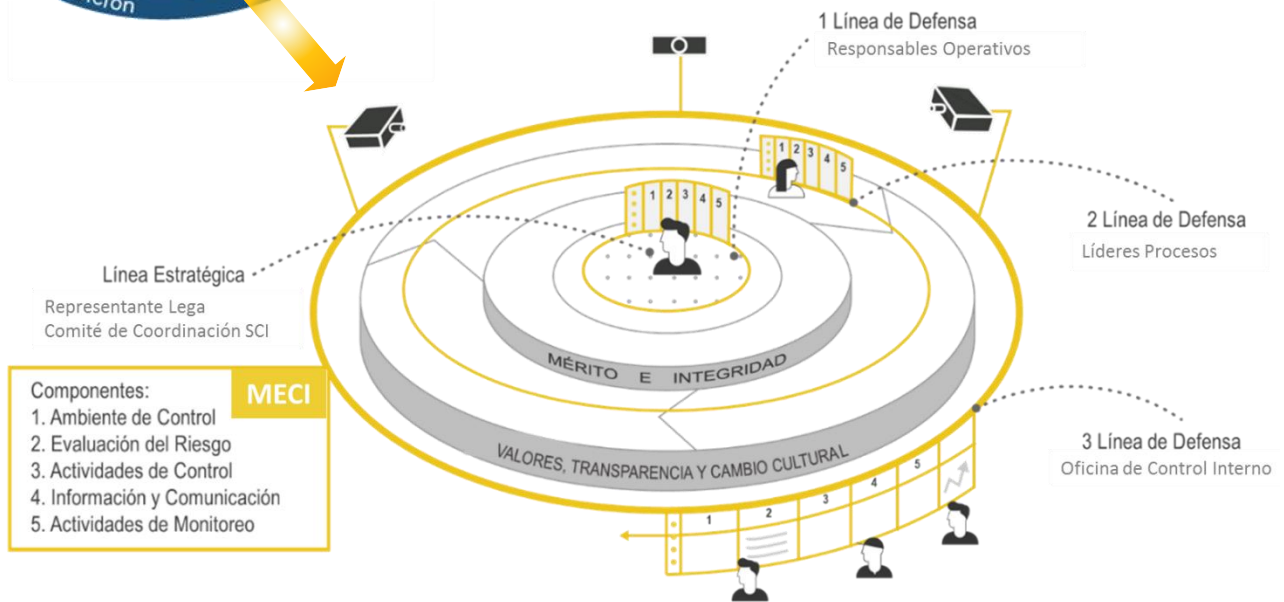 1 Línea de Defensa
Responsables Operativos
1 2 3 4 5
1 2 3 4 5
2 Línea de Defensa
Líderes Procesos
Línea Estratégica
Representante Lega
Comité de Coordinación SCI
MÉRITO E INTEGRIDAD
MECI
Componentes:
1. Ambiente de Control
2. Evaluación del Riesgo
3. Actividades de Control
4. Información y Comunicación
5. Actividades de Monitoreo
VALORES, TRANSPARENCIA Y CAMBIO CULTURAL
3 Línea de Defensa
Oficina de Control Interno
1 2 3 4 5